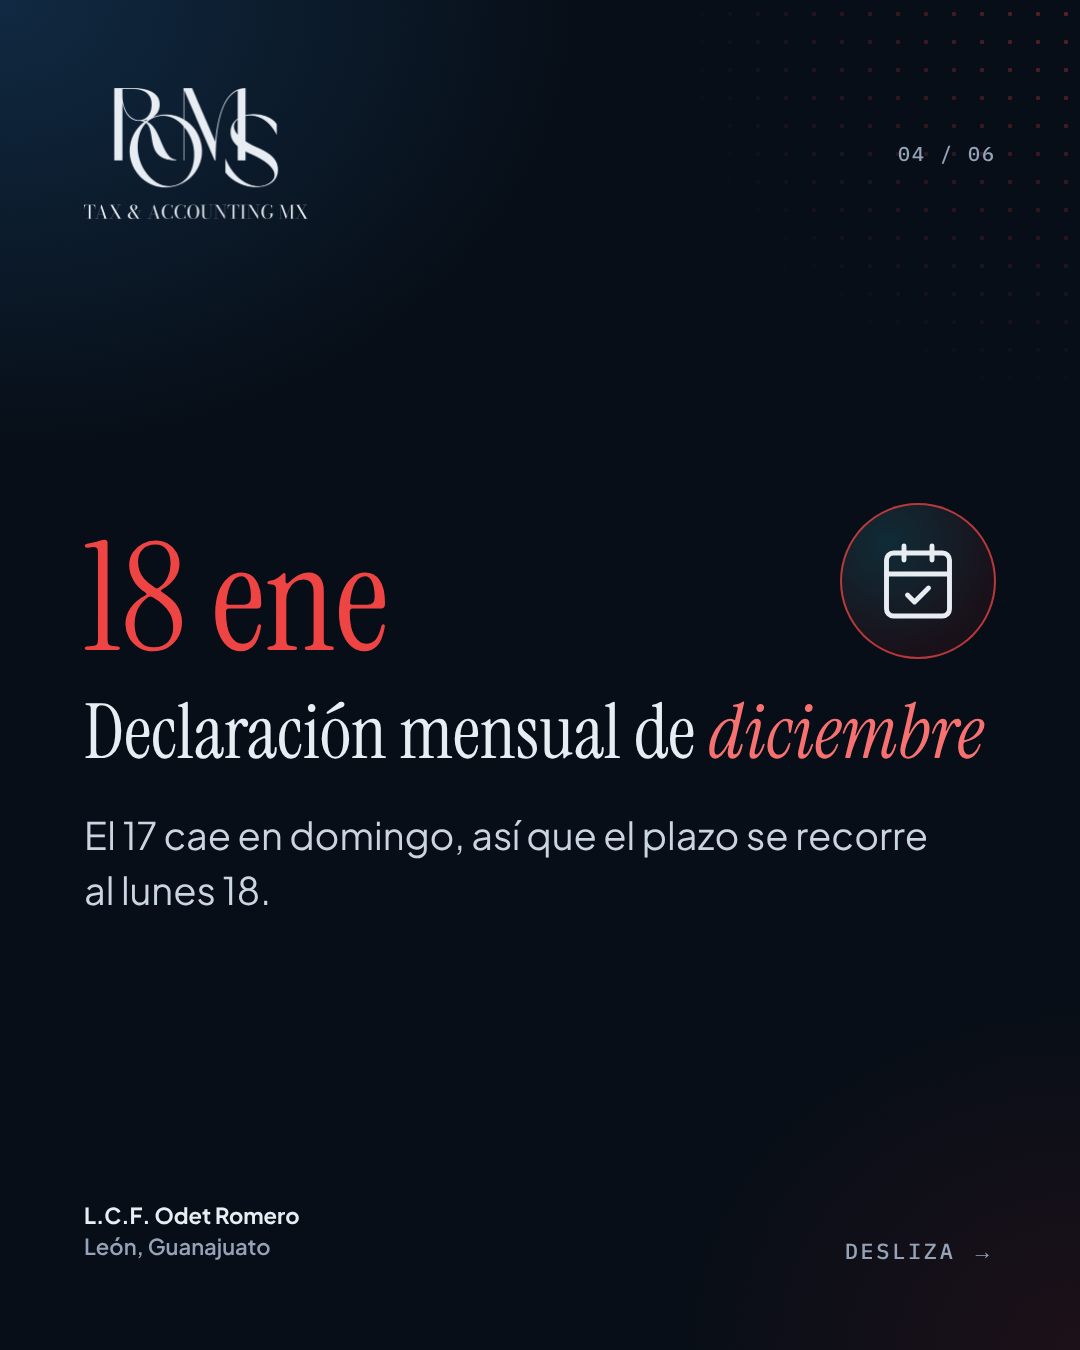 ROMS
TAX & ACCOUNTING MX
04 / 06
18 ene
Declaración mensual de diciembre
El 17 cae en domingo, así que el plazo se recorre
al lunes 18.
L.C.F. Odet Romero
León, Guanajuato
DESLIZA →